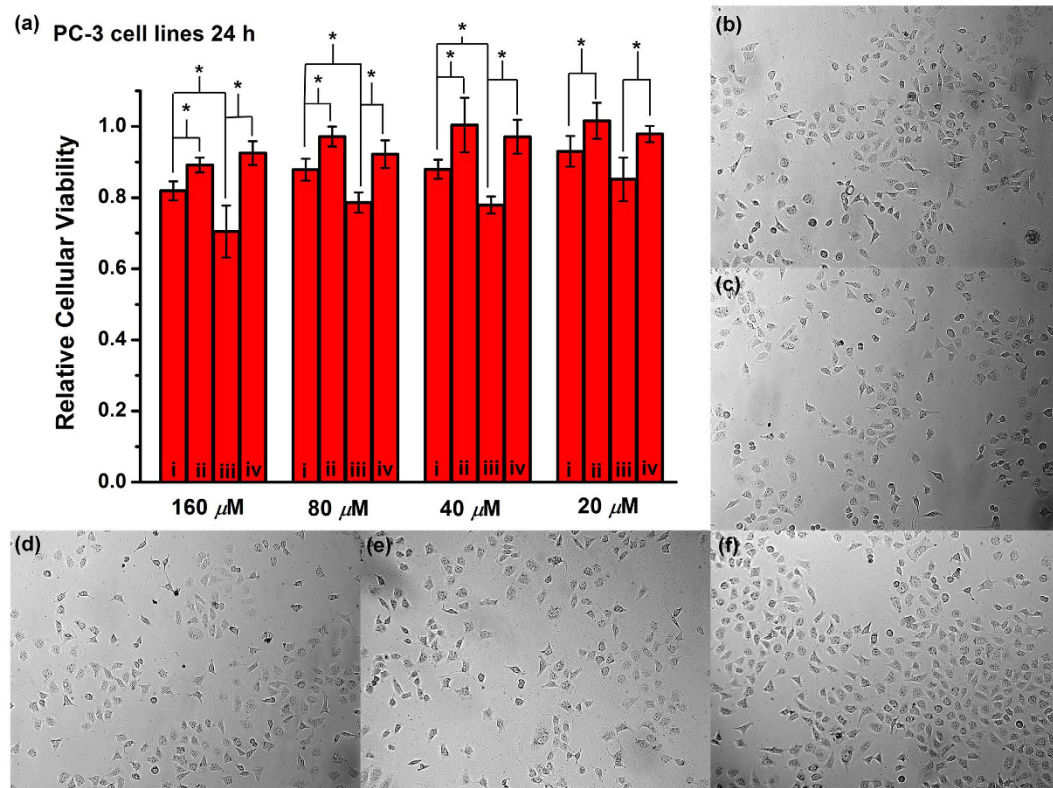 (a) PC-3 cell lines 24 h
* * * *
* * * *
* * * * *
Relative Cellular Viability
1.0
0.8
0.6
0.4
0.2
0.0
i ii iii iv i ii iii iv i ii iii iv i ii iii iv
160 μM 80 μM 40 μM 20 μM
(b)
(c)
(d) (e) (f)